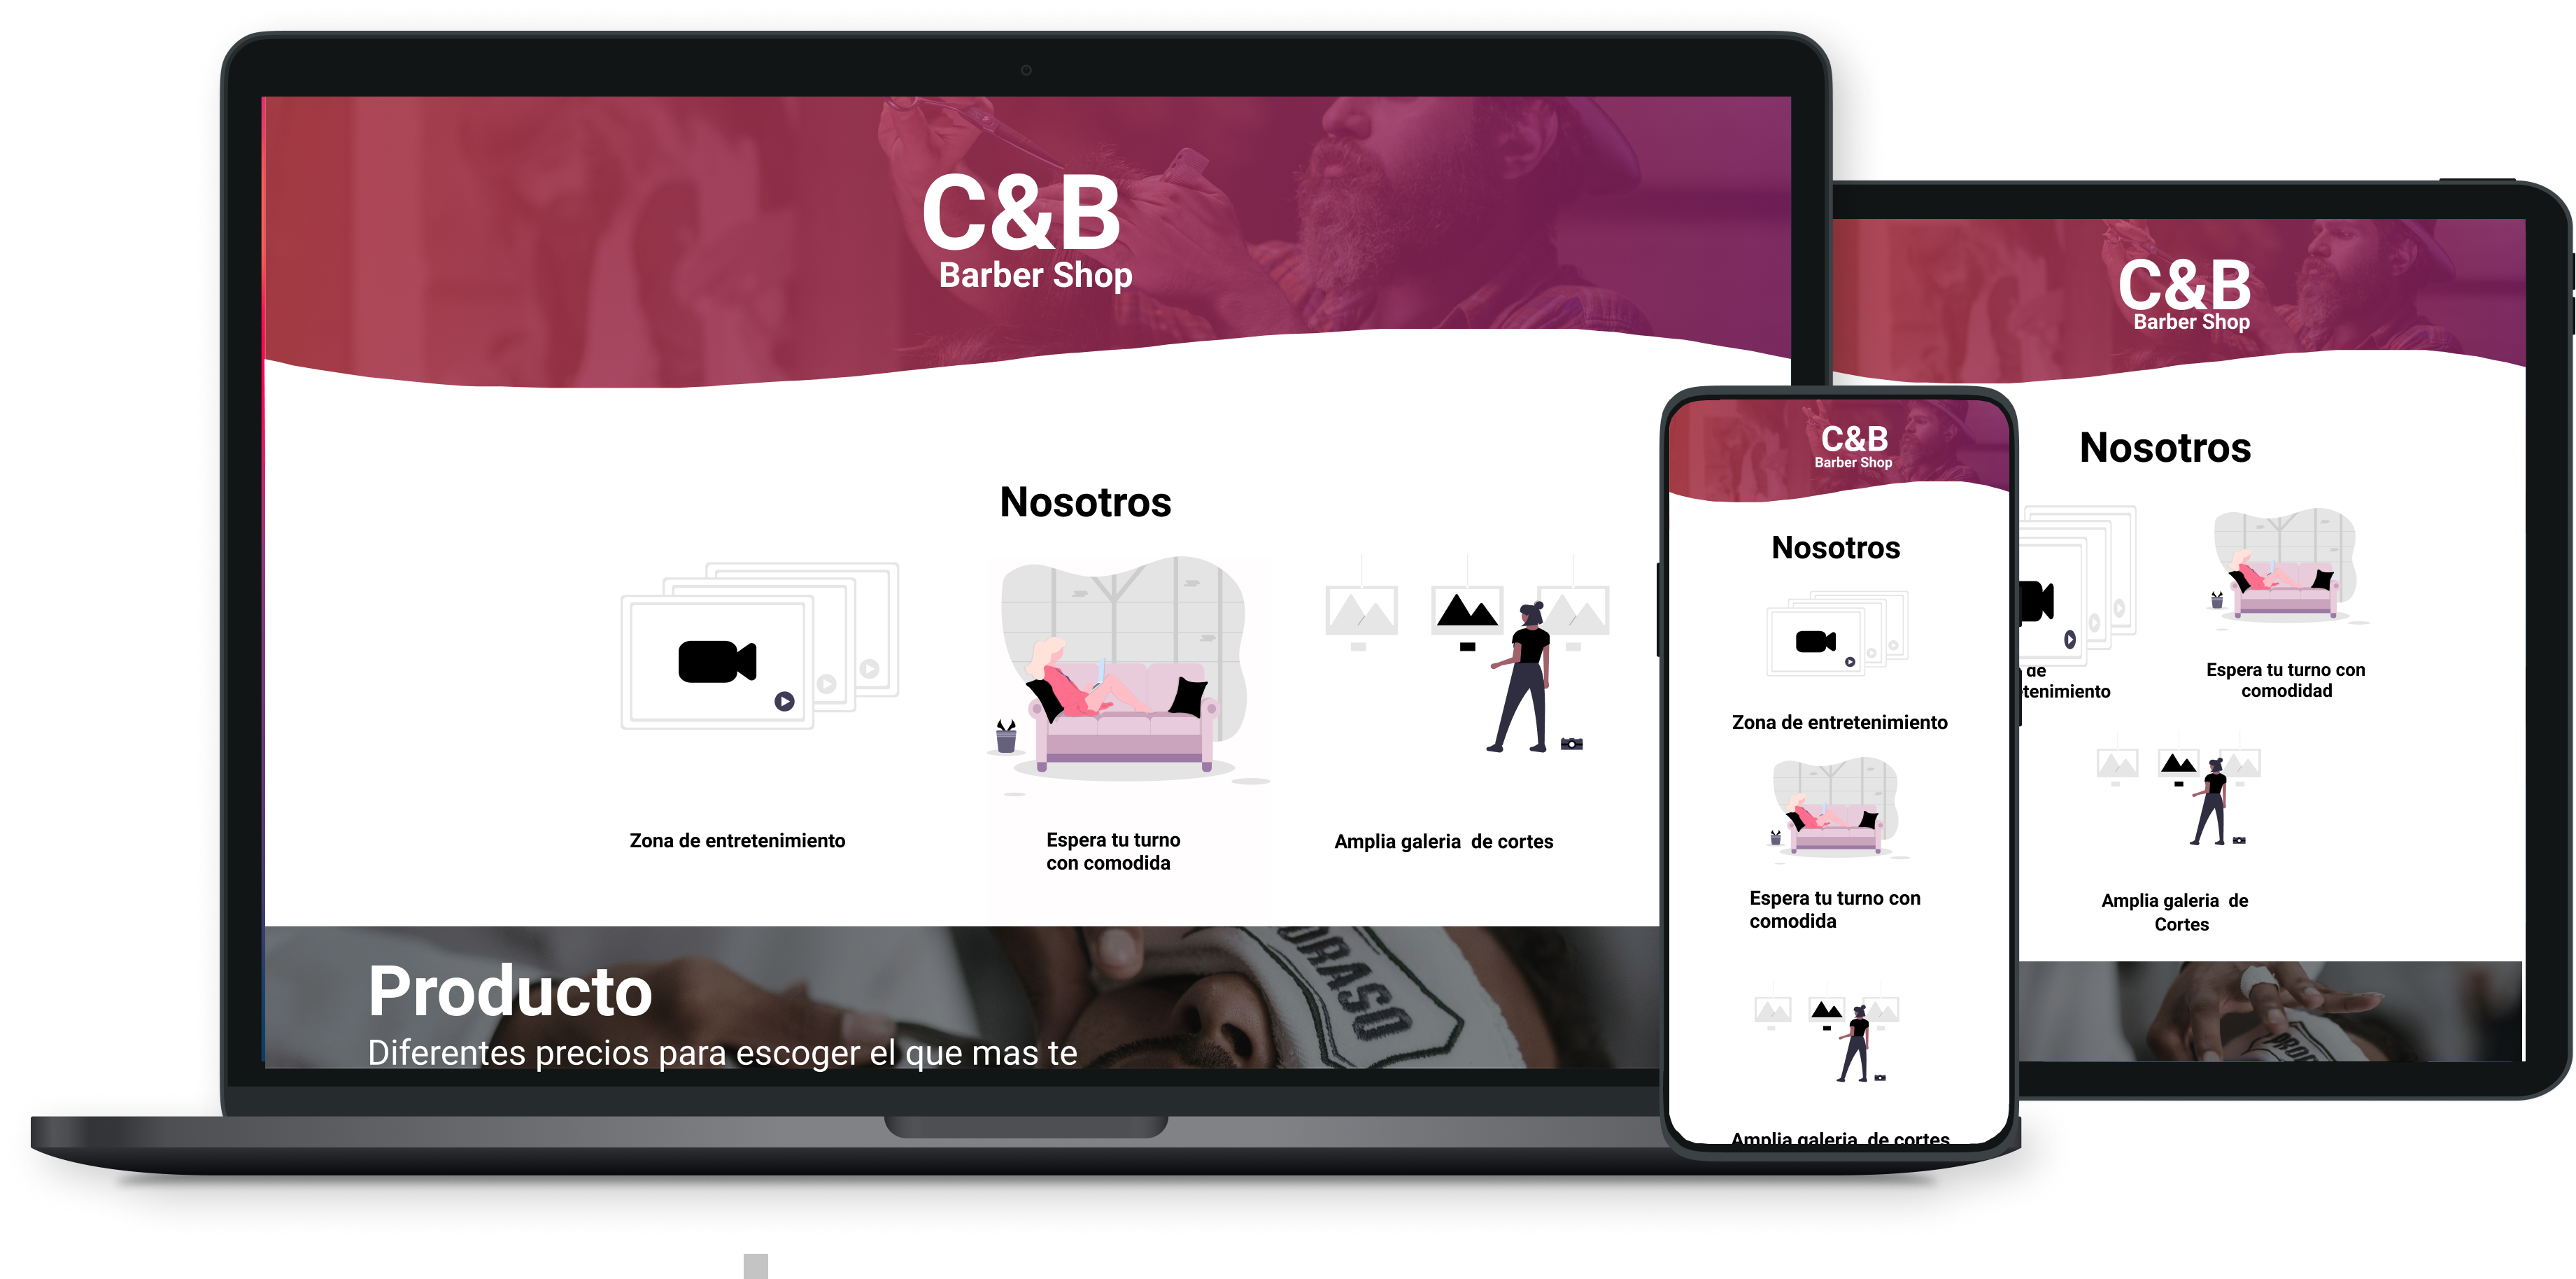 C&B
Barber Shop
Nosotros
Zona de entretenimiento
Espera tu turno
con comodida
Amplia galeria  de cortes
Producto
Diferentes precios para escoger el que mas te
C&B
Barber Shop
Nosotros
Zona de entretenimiento
Espera tu turno con
comodida
Amplia galeria  de cortes
C&B
Barber Shop
Nosotros
de
tenimiento
Espera tu turno con
comodidad
Amplia galeria  de
Cortes